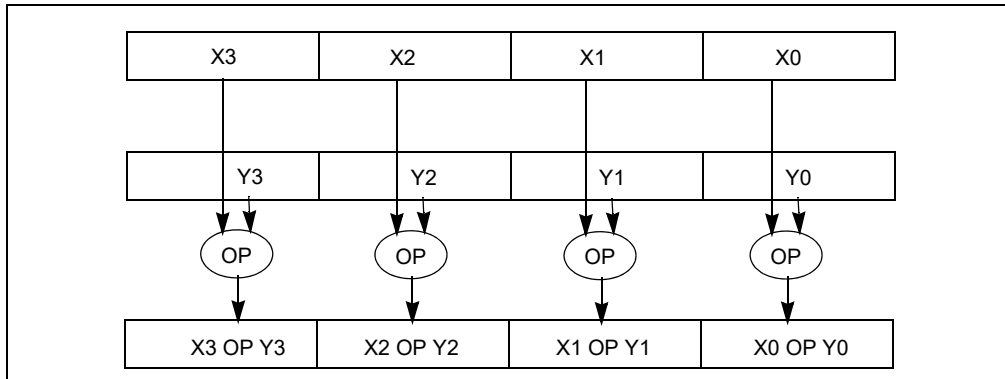 X3 X2 X1 X0
Y3 Y2 Y1 Y0
OP OP OP OP
X3 OP Y3 X2 OP Y2 X1 OP Y1 X0 OP Y0